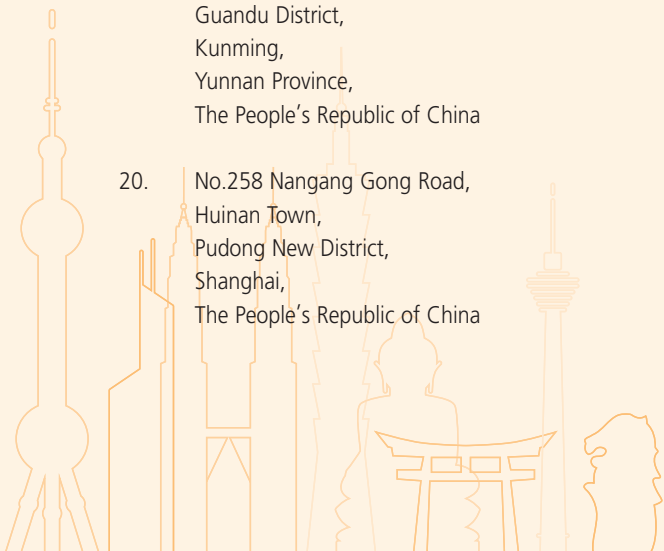 Guandu District,
Kunming,
Yunnan Province,
The People's Republic of China
20. No.258 Nangang Gong Road,
Huinan Town,
Pudong New District,
Shanghai,
The People's Republic of China